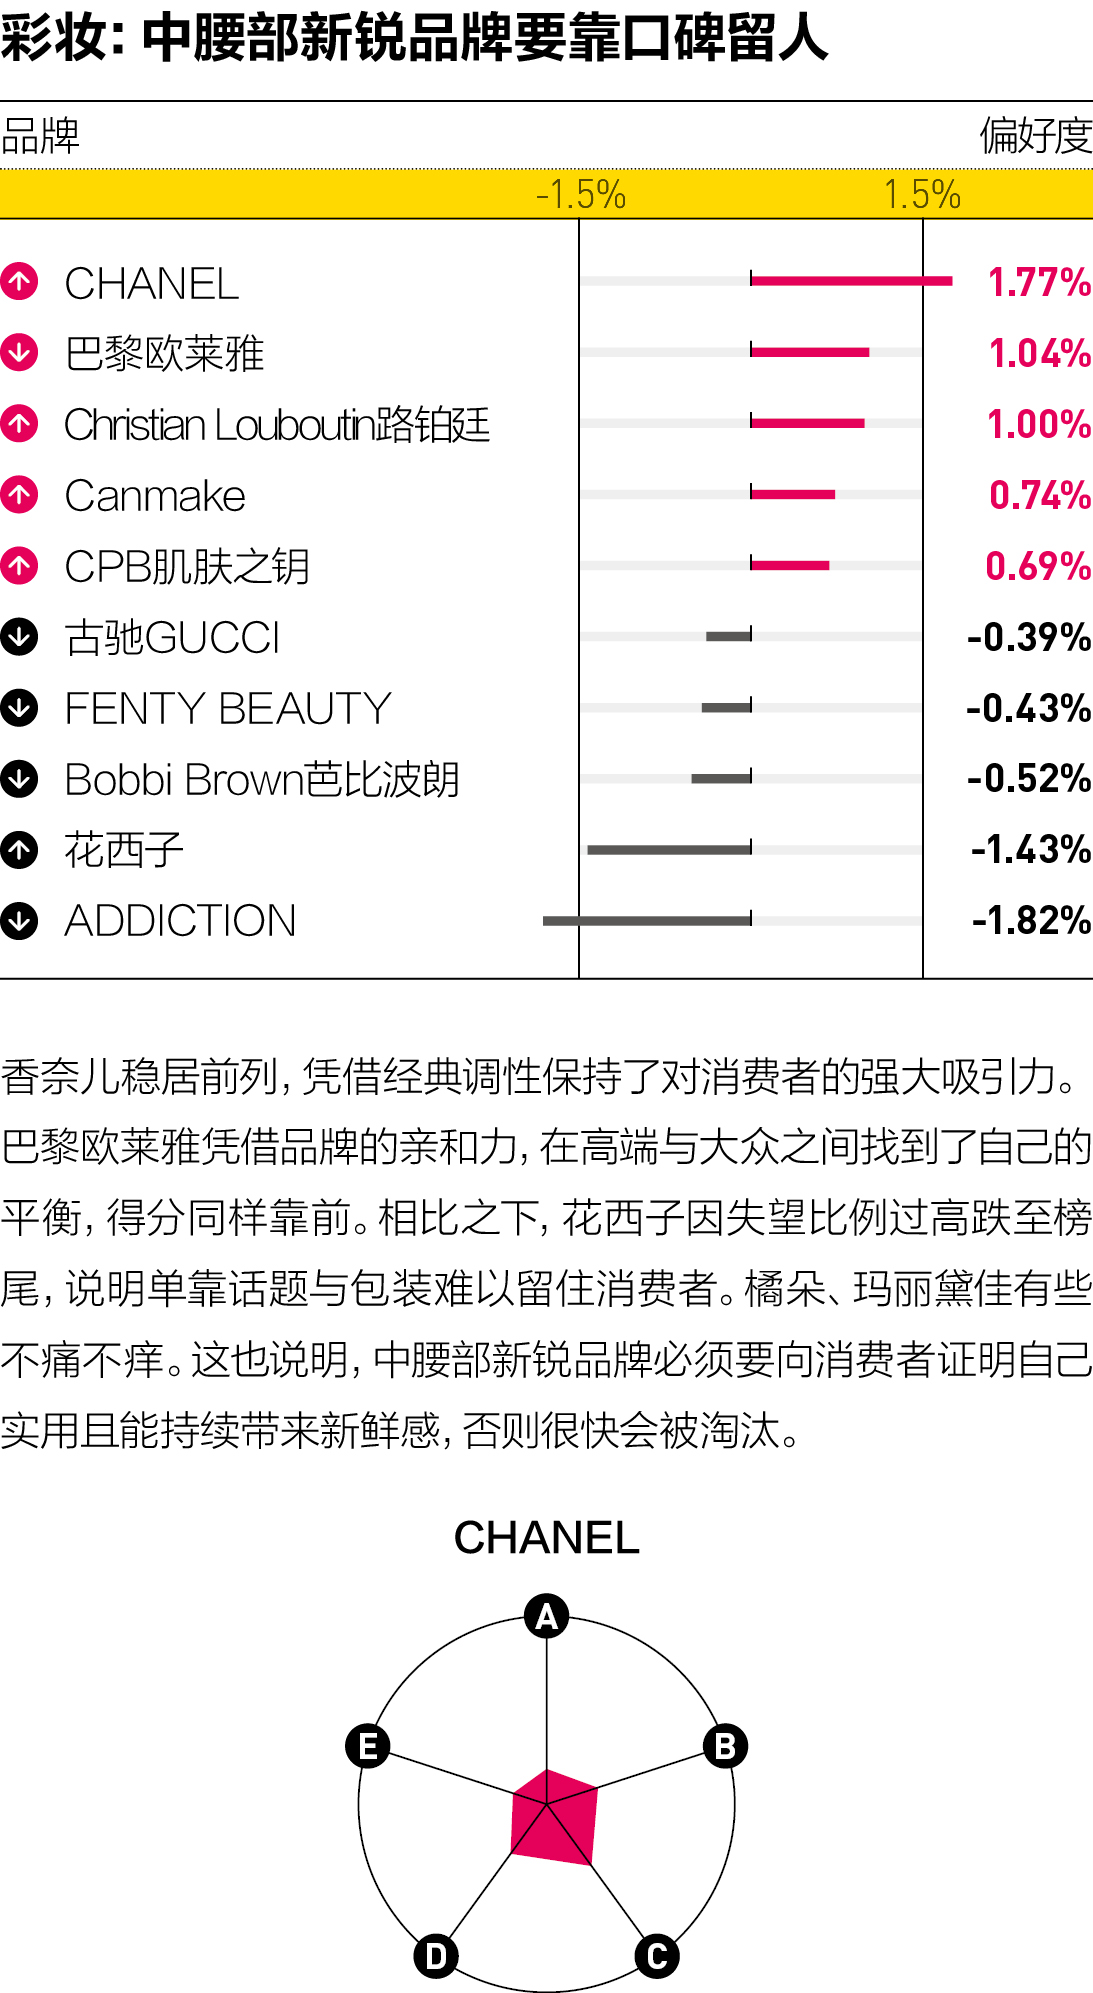 彩妆：中腰部新锐品牌要靠口碑留人
品牌 偏好度
-1.5% 1.5%
CHANEL 1.77%
巴黎欧莱雅 1.04%
Christian Louboutin路铂廷 1.00%
Canmake 0.74%
CPB肌肤之钥 0.69%
古驰GUCCI -0.39%
FENTY BEAUTY -0.43%
Bobbi Brown芭比波朗 -0.52%
花西子 -1.43%
ADDICTION -1.82%
香奈儿稳居前列，凭借经典调性保持了对消费者的强大吸引力。
巴黎欧莱雅凭借品牌的亲和力，在高端与大众之间找到了自己的
平衡，得分同样靠前。相比之下，花西子因失望比例过高跌至榜
尾，说明单靠话题与包装难以留住消费者。橘朵、玛丽黛佳有些
不痛不痒。这也说明，中腰部新锐品牌必须要向消费者证明自己
实用且能持续带来新鲜感，否则很快会被淘汰。
CHANEL
A
E
B
D
C